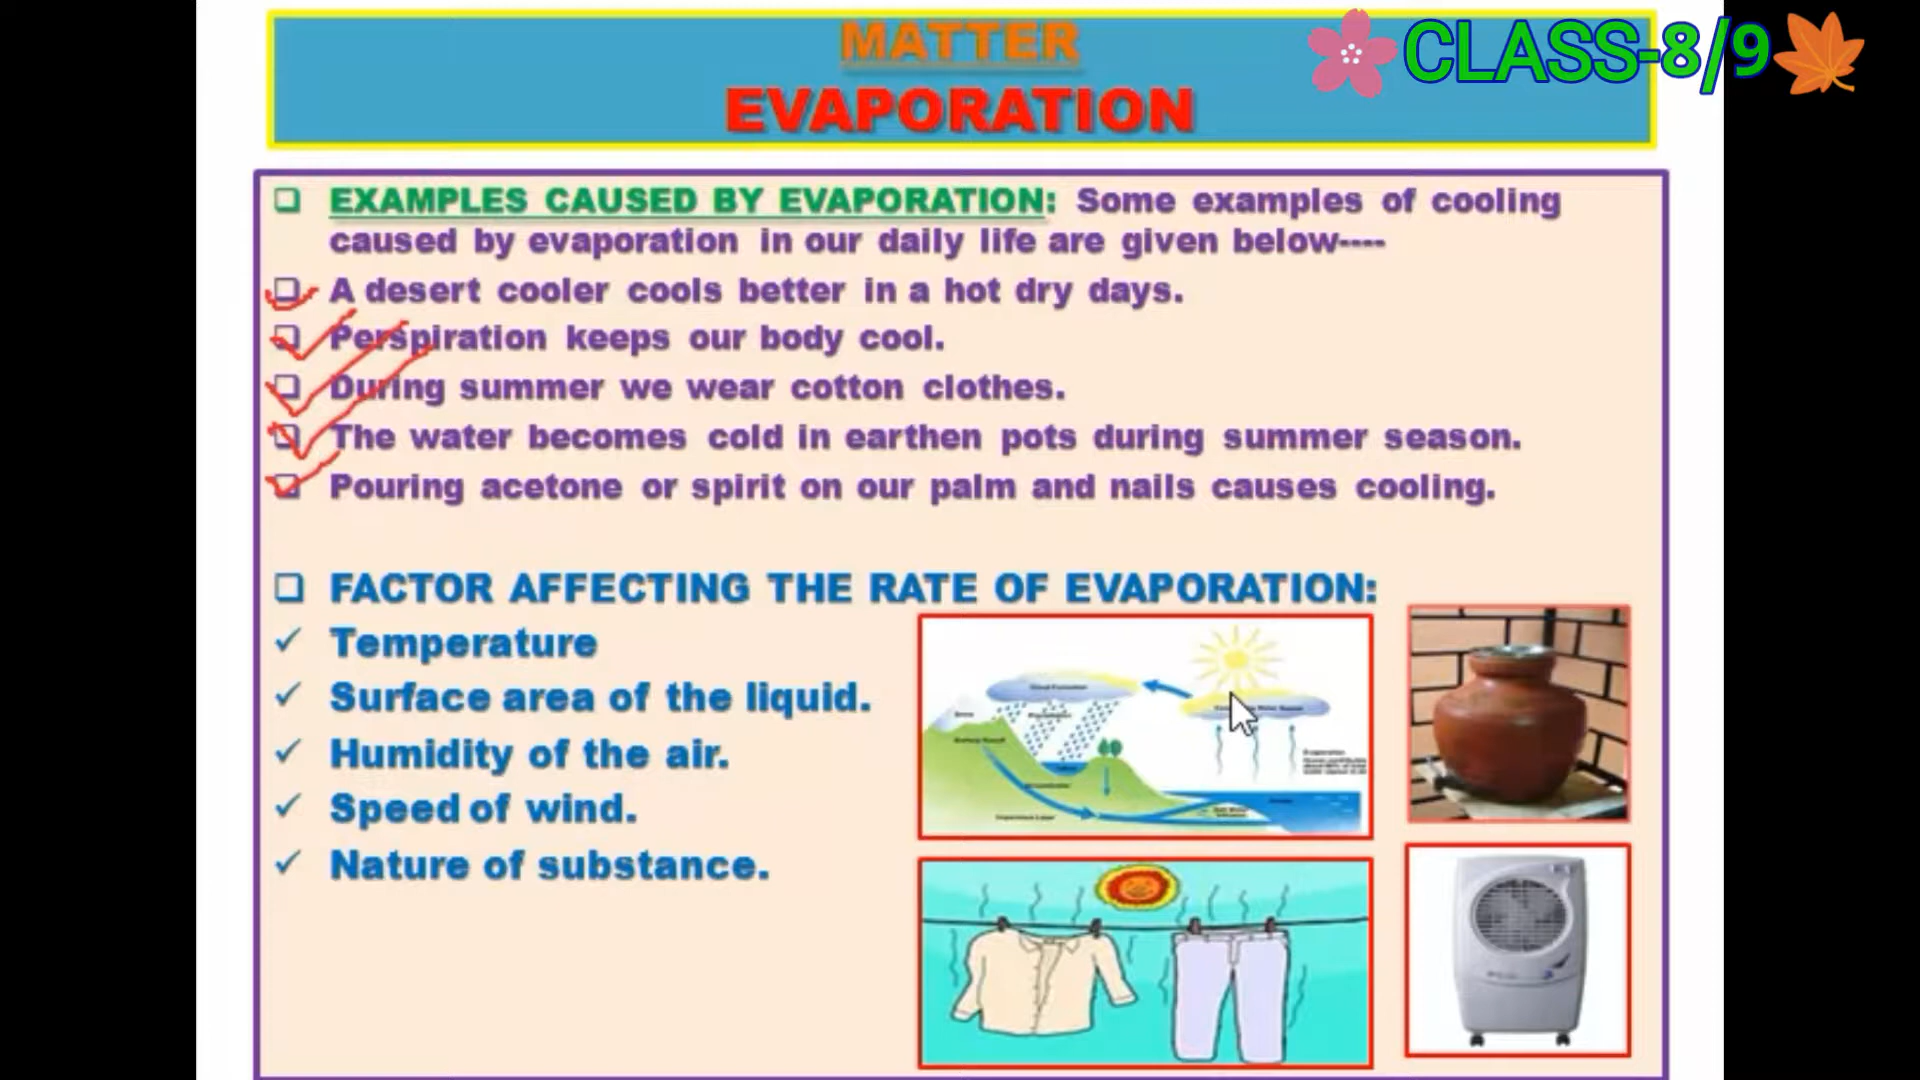 MATTER
CLASS-8/9
EVAPORATION
EXAMPLES CAUSED BY EVAPORATION: Some examples of cooling
caused by evaporation in our daily life are given below----
A desert cooler cools better in a hot dry days.
Perspiration keeps our body cool.
During summer we wear cotton clothes.
The water becomes cold in earthen pots during summer season.
Pouring acetone or spirit on our palm and nails causes cooling.
FACTOR AFFECTING THE RATE OF EVAPORATION:
Temperature
Surface area of the liquid.
Humidity of the air.
Speed of wind.
Nature of substance.